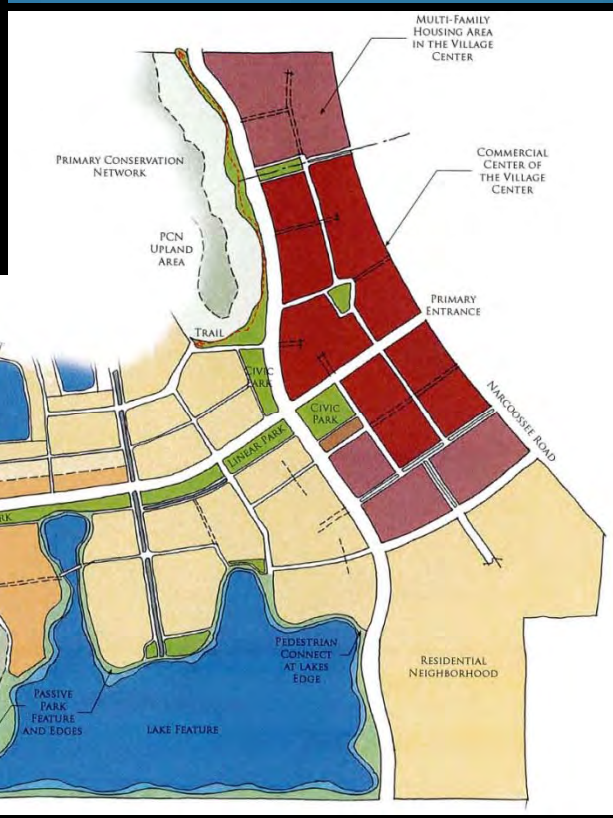 MULTI-FAMILY
HOUSING AREA
IN THE VILLAGE
CENTER
PRIMARY CONSERVATION
NETWORK
COMMERCIAL
CENTER OF
THE VILLAGE
CENTER
PCN
UPLAND
AREA
PRIMARY
ENTRANCE
TRAIL
CIVIC
PARK
CIVIC
PARK
NARCOOSSEE ROAD
LINEAR PARK
PEDESTRIAN
CONNECT
AT LAKES
EDGE
RESIDENTIAL
NEIGHBORHOOD
PASSIVE
PARK
FEATURE
AND EDGES
LAKE FEATURE